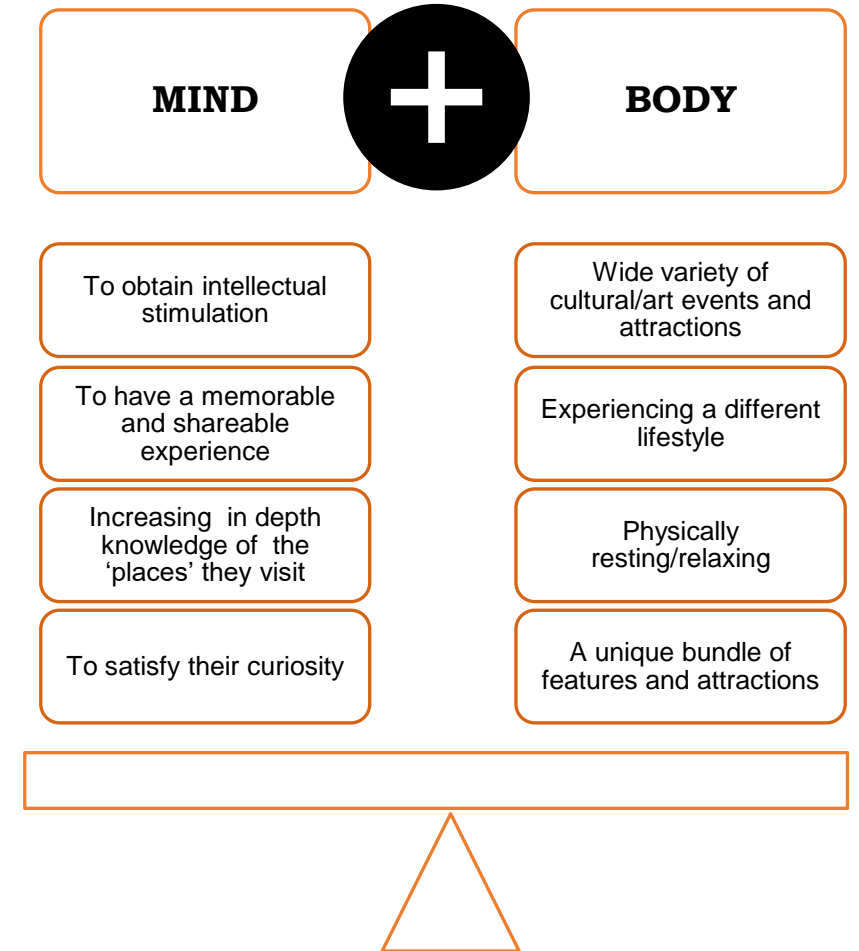 MIND
BODY
To obtain intellectual
stimulation
To have a memorable
and shareable
experience
Increasing  in depth
knowledge of  the
‘places’ they visit
To satisfy their curiosity
Wide variety of
cultural/art events and
attractions
Experiencing a different
lifestyle
Physically
resting/relaxing
A unique bundle of
features and attractions